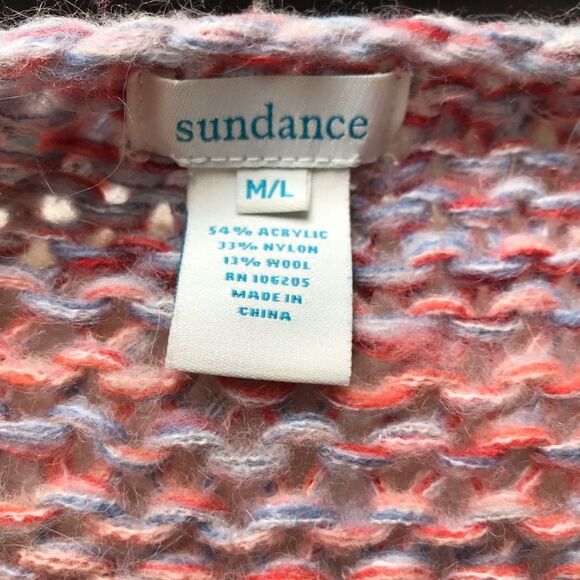 sundance
M/L
54% ACRYLIC
33% NYLON
13% WOOL
RN 106205
MADE IN
CHINA